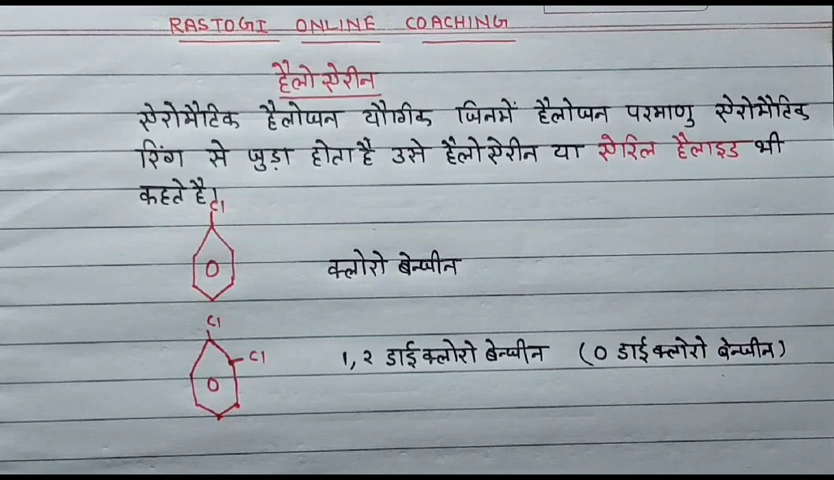 RASTOGI ONLINE COACHING
हैलोऐरीन
ऐरोमैटिक हैलोजन यौगिक जिनमें हैलोजन परमाणु ऐरोमैटिक
रिंग से जुड़ा होता है उसे हैलोऐरीन या ऐरिल हैलाइड भी
कहते है।
Cl
क्लोरो बेन्जीन
Cl
Cl
1, २ डाईक्लोरो बेन्जीन (O डाईक्लोरो बेन्जीन)